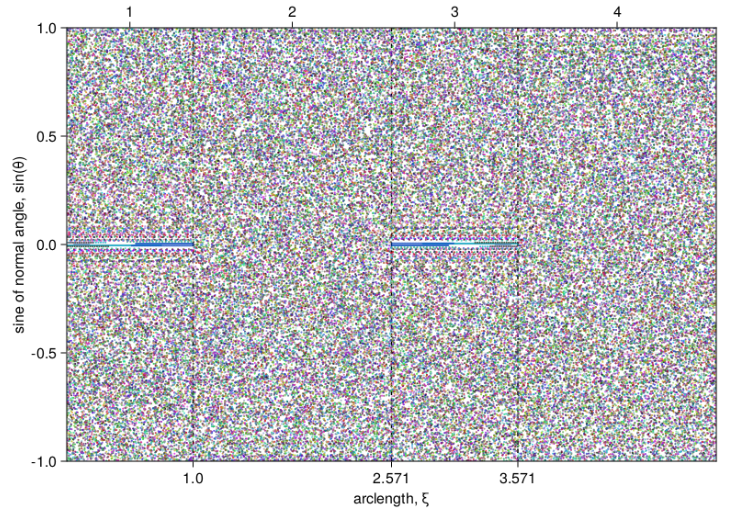 1 2 3 4
1.0
0.5
0.0
-0.5
-1.0
sine of normal angle, sin(θ)
1.0 2.571 3.571
arclength, ξ